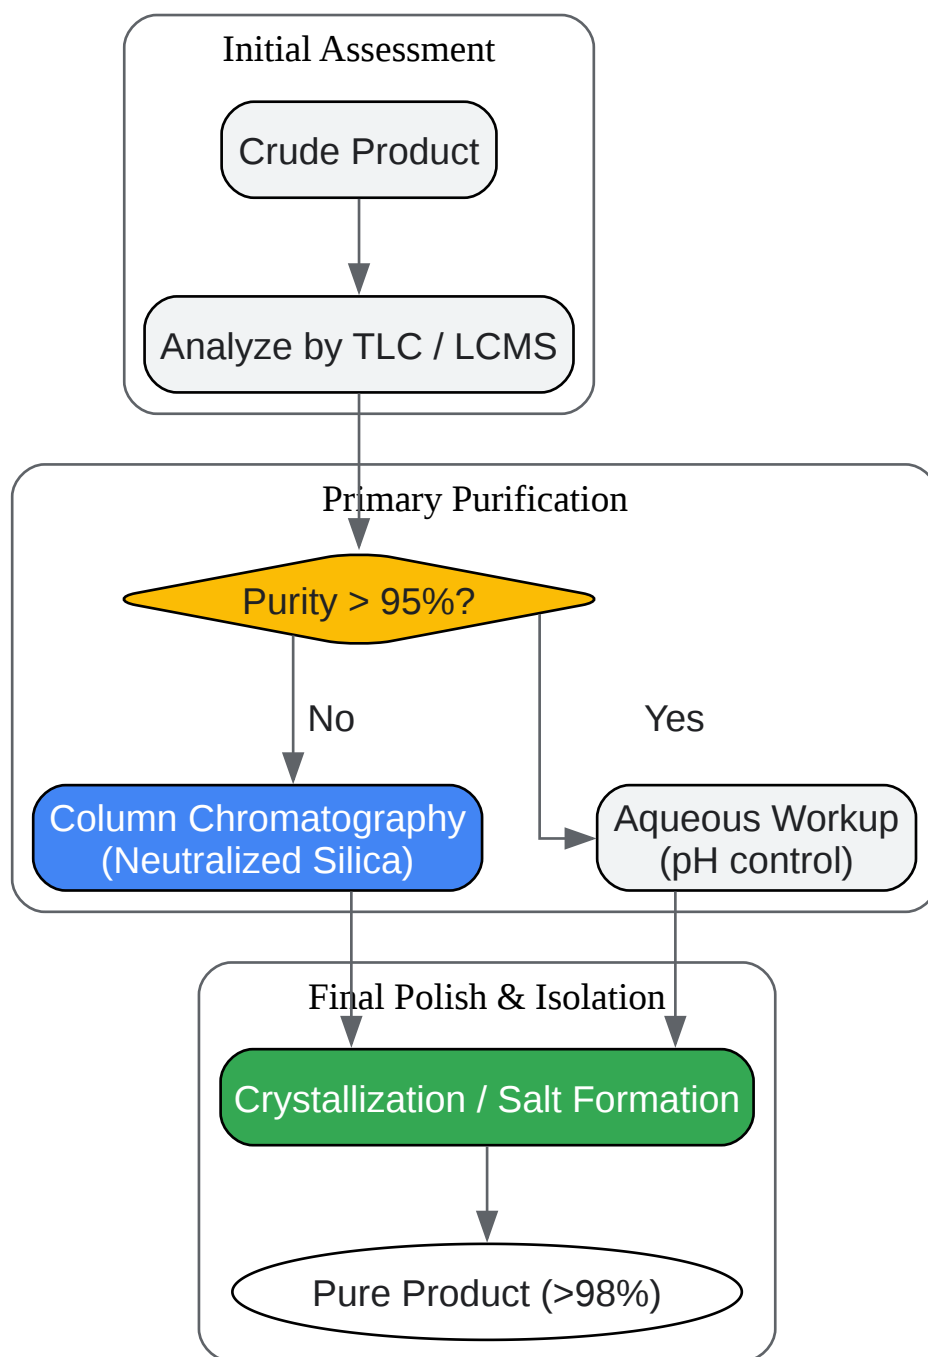 Initial Assessment
Crude Product
Analyze by TLC / LCMS
Primary Purification
Purity > 95%?
No
Yes
Column Chromatography
(Neutralized Silica)
Aqueous Workup
(pH control)
Final Polish & Isolation
Crystallization / Salt Formation
Pure Product (>98%)